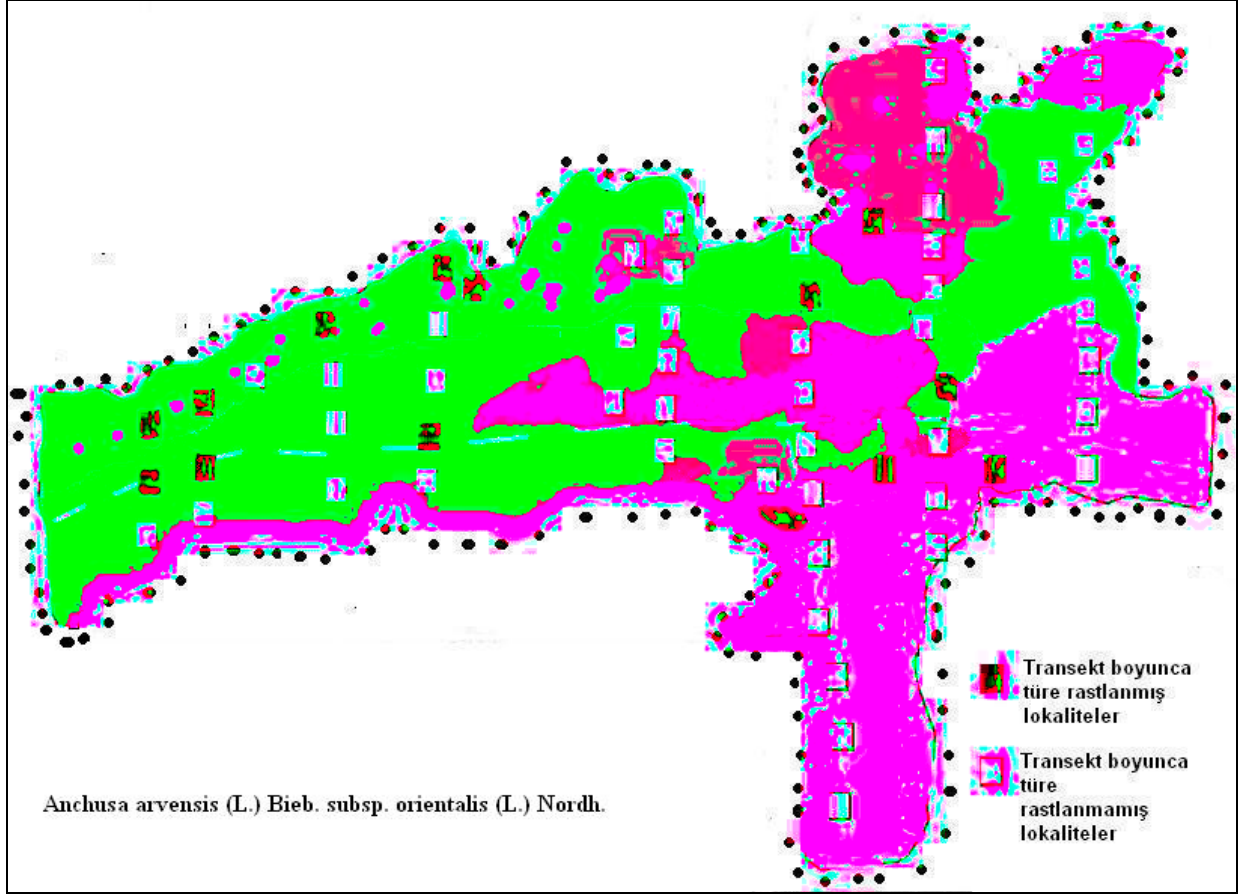 Transekt boyunca
türe rastlanmış
lokaliteler
Transekt boyunca
türe
rastlanmamış
lokaliteler
Anchusa arvensis (L.) Bieb. subsp. orientalis (L.) Nordh.